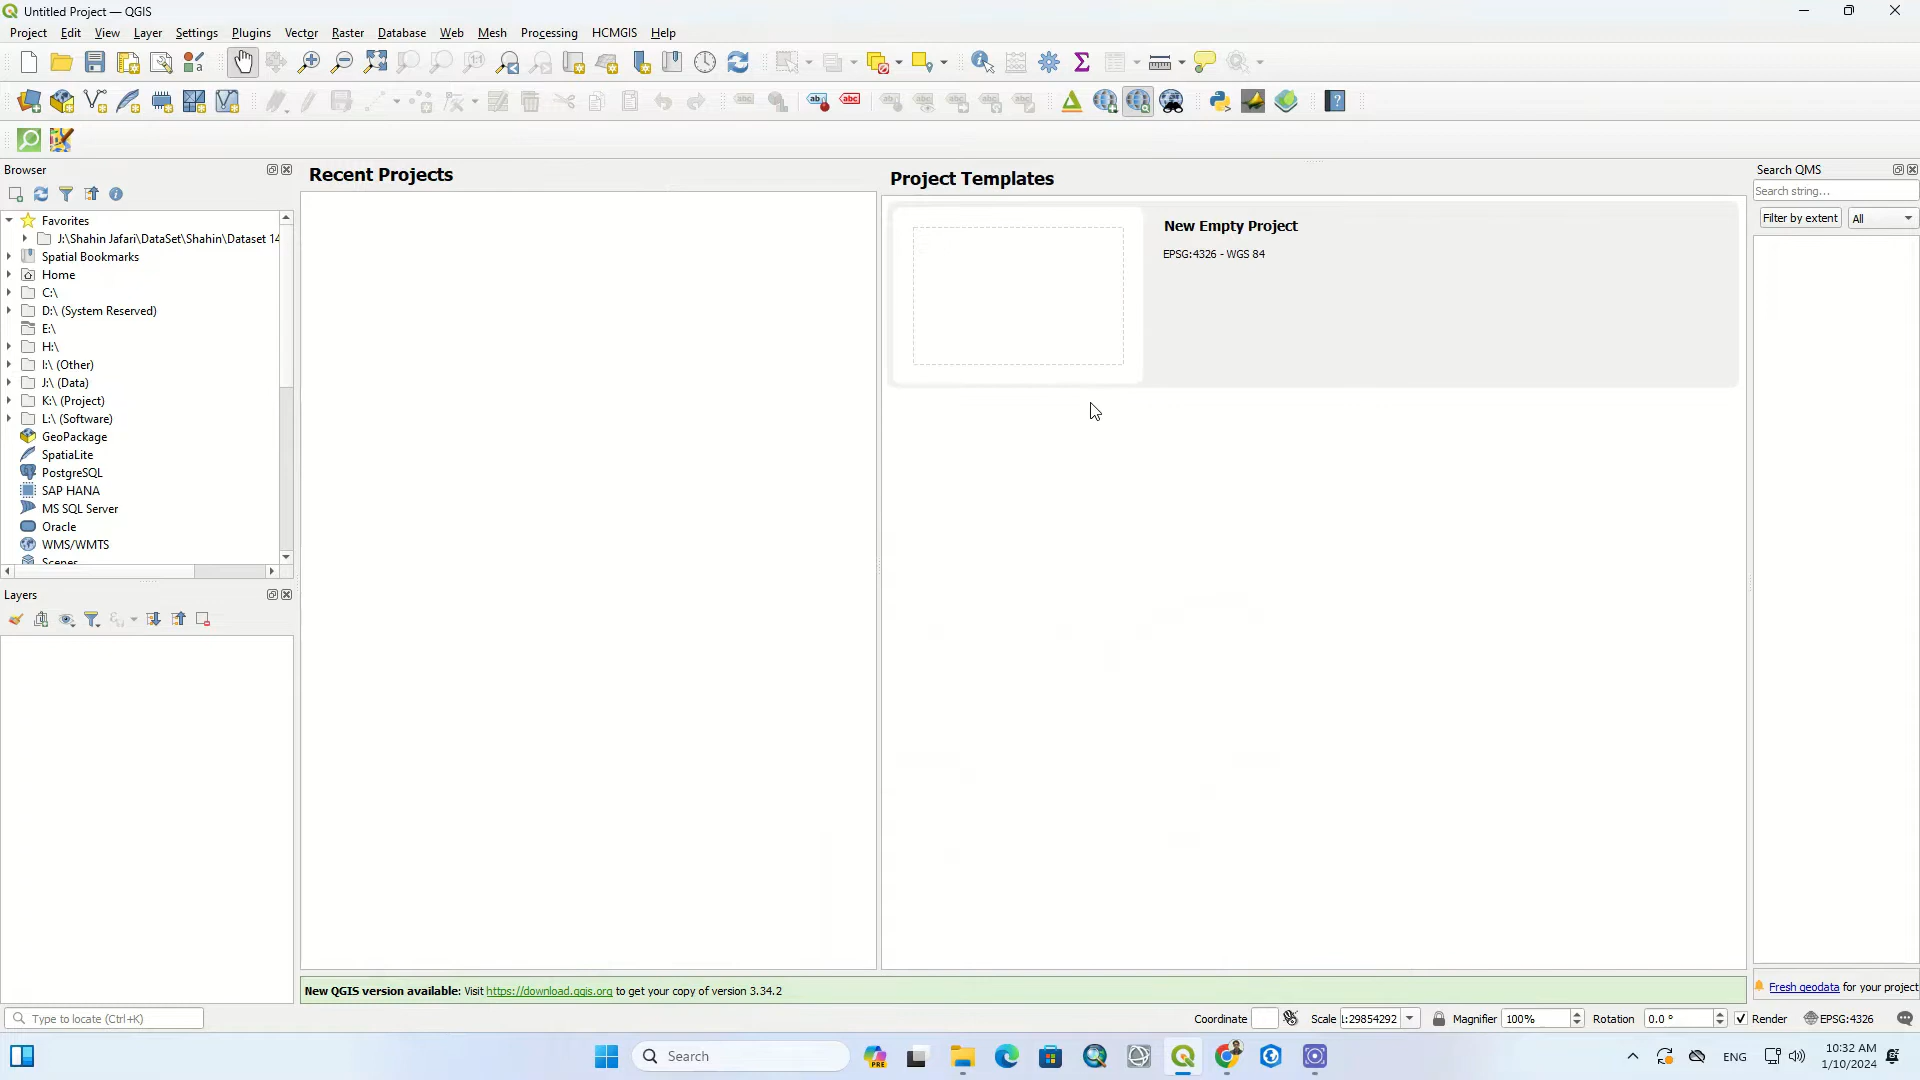 Untitled Project — QGIS
Project Edit View Layer Settings Plugins Vector Raster Database Web Mesh Processing HCMGIS Help
Browser
Favorites
J:\Shahin Jafari\DataSet\Shahin\Dataset 14
Spatial Bookmarks
Home
C:\
D:\ (System Reserved)
E:\
H:\
I:\ (Other)
J:\ (Data)
K:\ (Project)
L:\ (Software)
GeoPackage
SpatiaLite
PostgreSQL
SAP HANA
MS SQL Server
Oracle
WMS/WMTS
Scenes
Layers
Type to locate (Ctrl+K)
Recent Projects
Project Templates
New Empty Project
EPSG:4326 - WGS 84
New QGIS version available: Visit https://download.qgis.org to get your copy of version 3.34.2
Search QMS
Search string...
Filter by extent All
Fresh geodata for your project
Coordinate Scale 1:29854292 Magnifier 100% Rotation 0.0 ° Render EPSG:4326
Search
PRE
ENG
10:32 AM
1/10/2024